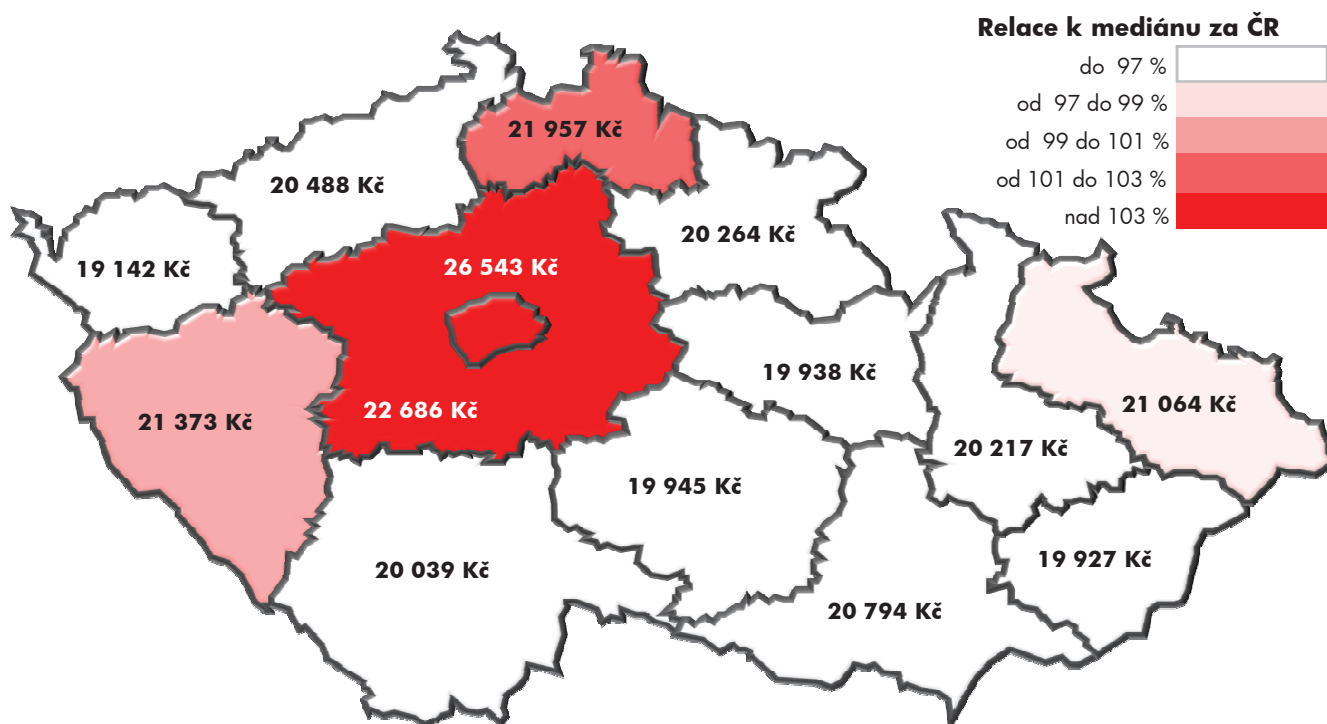 Relace k mediánu za ČR
do 97 %
od 97 do 99 %
od 99 do 101 %
od 101 do 103 %
nad 103 %
21 957 Kč
20 488 Kč
20 264 Kč
19 142 Kč
26 543 Kč
19 938 Kč
21 373 Kč
22 686 Kč
21 064 Kč
20 217 Kč
19 945 Kč
20 039 Kč
19 927 Kč
20 794 Kč